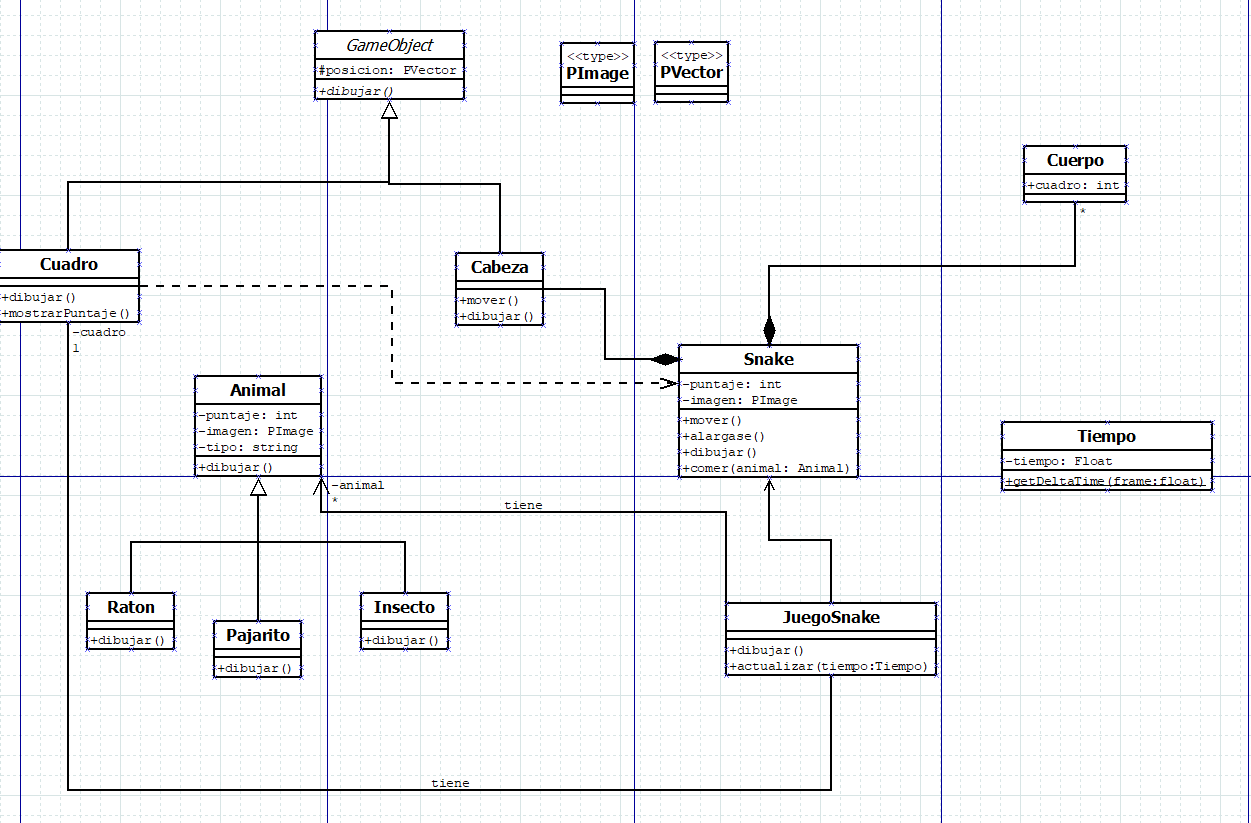 GameObject
#posicion: PVector
+dibujar()
<<type>>
PImage
<<type>>
PVector
Cuerpo
+cuadro: int
*
Cuadro
+dibujar()
+mostrarPuntaje()
-cuadro
1
Cabeza
+mover()
+dibujar()
Snake
-puntaje: int
-imagen: PImage
+mover()
+alargase()
+dibujar()
+comer(animal: Animal)
Animal
-puntaje: int
-imagen: PImage
-tipo: string
+dibujar()
-animal
*
tiene
Tiempo
-tiempo: Float
+getDeltaTime(frame:float)
Raton
+dibujar()
Pajarito
+dibujar()
Insecto
+dibujar()
JuegoSnake
+dibujar()
+actualizar(tiempo:Tiempo)
tiene